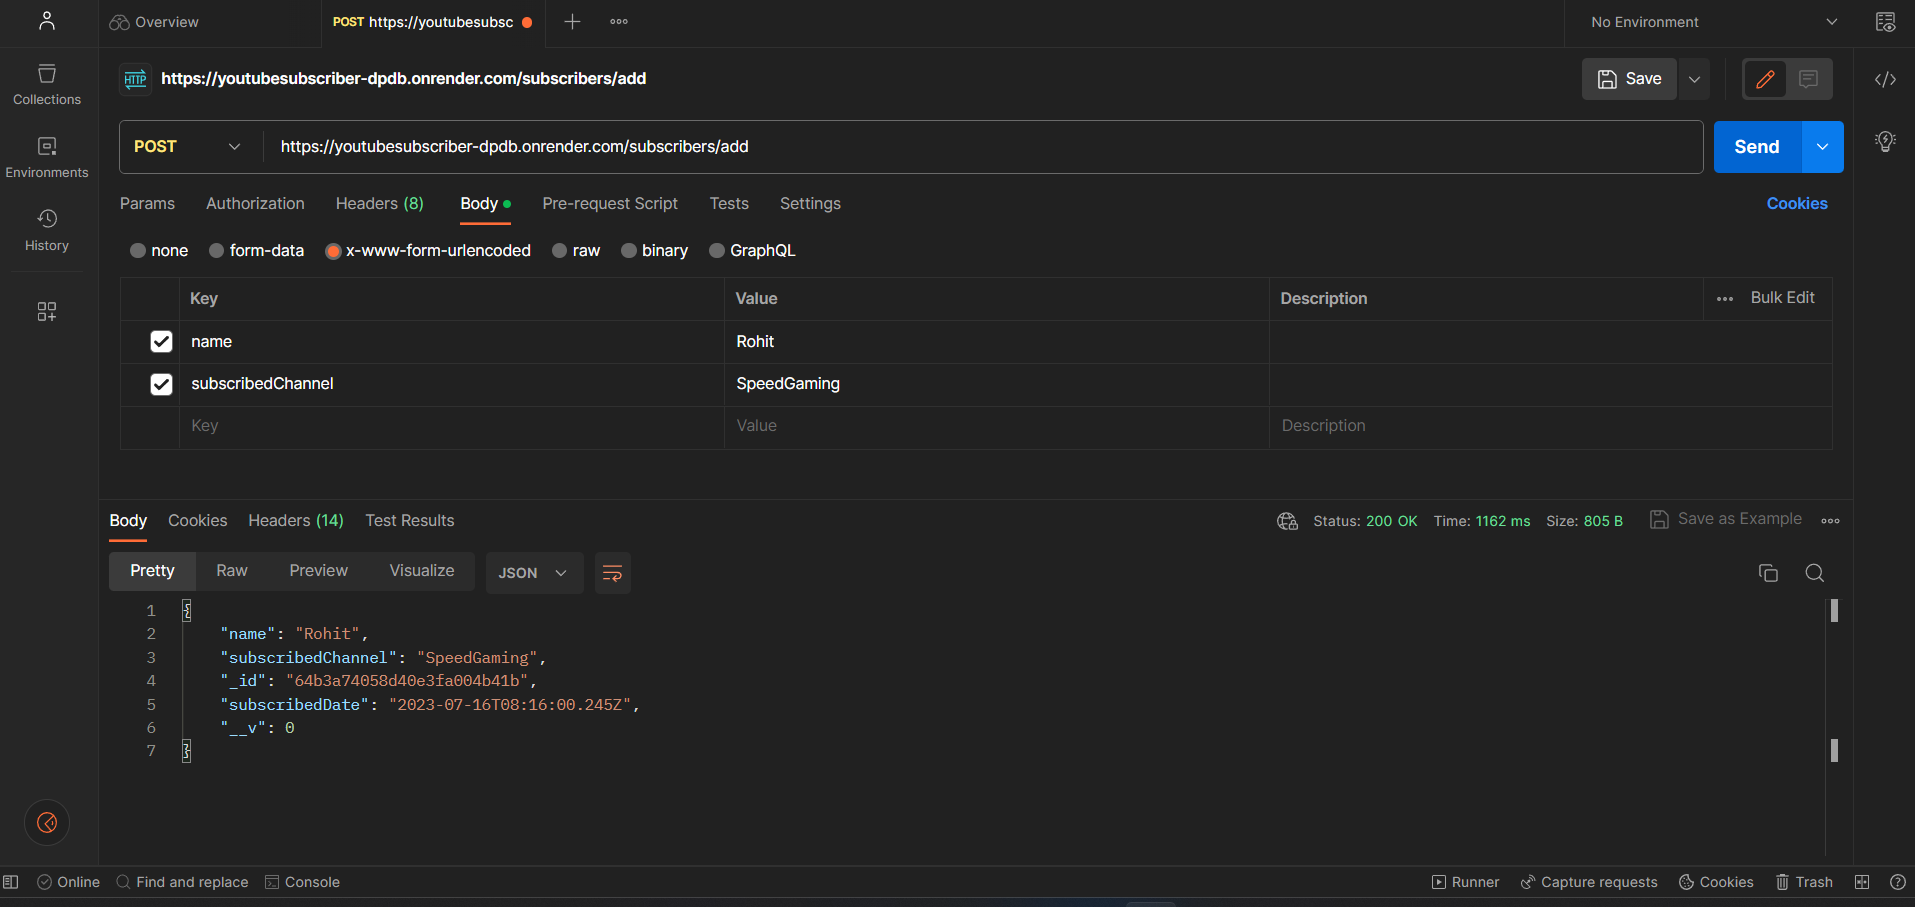 Overview
POST https://youtubesubsc
No Environment
HTTP https://youtubesubscriber-dpdb.onrender.com/subscribers/add
Save
Collections
Environments
History
POST https://youtubesubscriber-dpdb.onrender.com/subscribers/add
Send
Params Authorization Headers (8) Body Pre-request Script Tests Settings Cookies
none form-data x-www-form-urlencoded raw binary GraphQL
Key Value Description Bulk Edit
name Rohit
subscribedChannel SpeedGaming
Key Value Description
Body Cookies Headers (14) Test Results Status: 200 OK Time: 1162 ms Size: 805 B Save as Example
Pretty Raw Preview Visualize JSON
1 {
2 "name": "Rohit",
3 "subscribedChannel": "SpeedGaming",
4 "_id": "64b3a74058d40e3fa004b41b",
5 "subscribedDate": "2023-07-16T08:16:00.245Z",
6 "__v": 0
7 }
Online Find and replace Console Runner Capture requests Cookies Trash